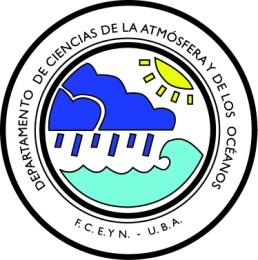 DEPARTAMENTO DE CIENCIAS DE LA ATMÓSFERA Y DE LOS OCÉANOS
F.C.E.Y N. - U.B.A.